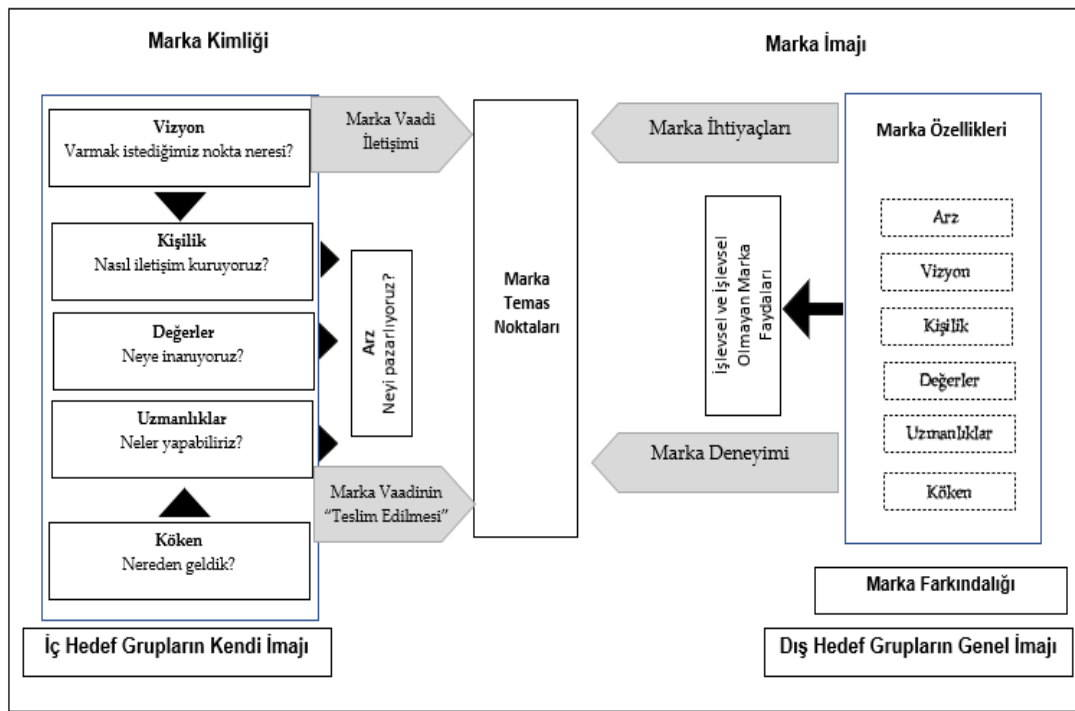 Marka Kimliği
Marka İmajı
Vizyon
Varmak istediğimiz nokta neresi?
Kişilik
Nasıl iletişim kuruyoruz?
Değerler
Neye inanıyoruz?
Uzmanlıklar
Neler yapabiliriz?
Köken
Nereden geldik?
İç Hedef Grupların Kendi İmajı
Marka Vaadi
İletişimi
Arz
Neyi pazarlıyoruz?
Marka Vaadinin
“Teslim Edilmesi”
Marka
Temas
Noktaları
Marka İhtiyaçları
İşlevsel ve İşlevsel
Olmayan Marka
Faydaları
Marka Deneyimi
Marka Özellikleri
Arz
Vizyon
Kişilik
Değerler
Uzmanlıklar
Köken
Marka Farkındalığı
Dış Hedef Grupların Genel İmajı